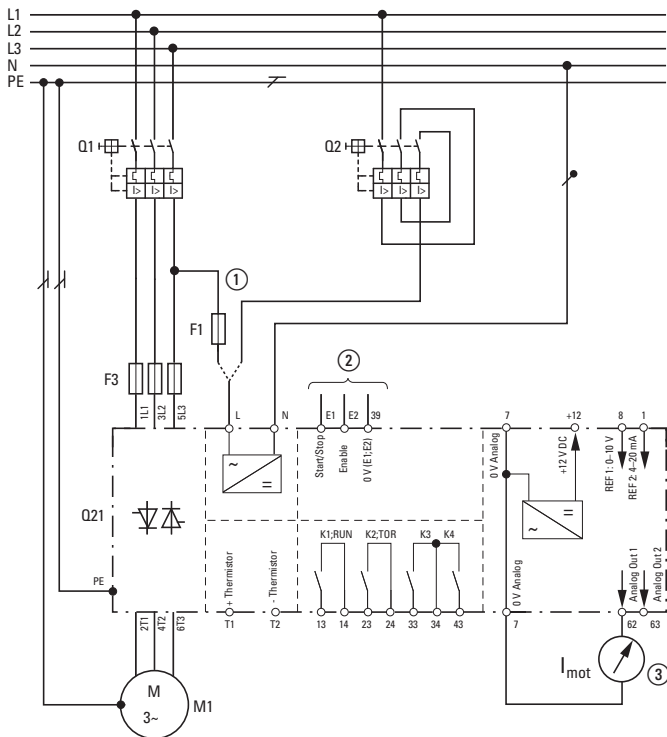 L1
L2
L3
N
PE
Q1
I> I> I>
Q2
I> I> I>
1
F1
2
F3
1L1
3L2
5L3
L
N
E1
E2
39
7
+12
8
1
Start/Stop
Enable
0 V (E1;E2)
0 V Analog
+12 V DC
REF 1: 0–10 V
REF 2: 4–20 mA
~
=
=
~
Q21
PE
+ Thermistor
- Thermistor
K1;RUN
K2;TOR
K3
K4
0 V Analog
Analog Out 1
Analog Out 2
2T1
4T2
6T3
T1
T2
13
14
23
24
33
34
43
7
62
63
M
3~
M1
Imot
3